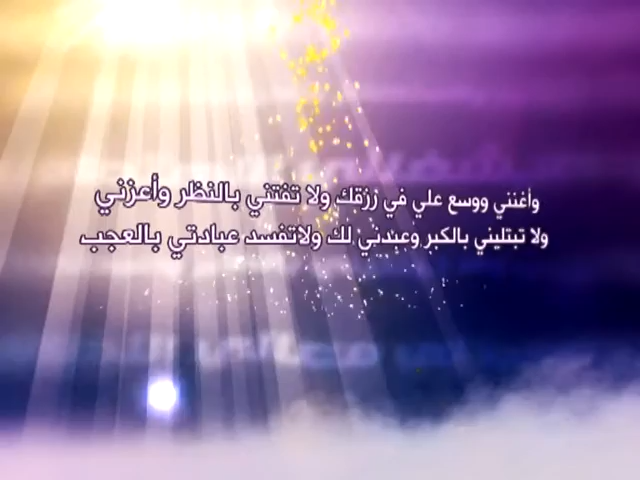 وأغنني ووسع علي في رزقك ولا تفتني بالنظر وأعزني
ولا تبتليني بالكبر وعبدني لك ولاتفسد عبادتي بالعجب